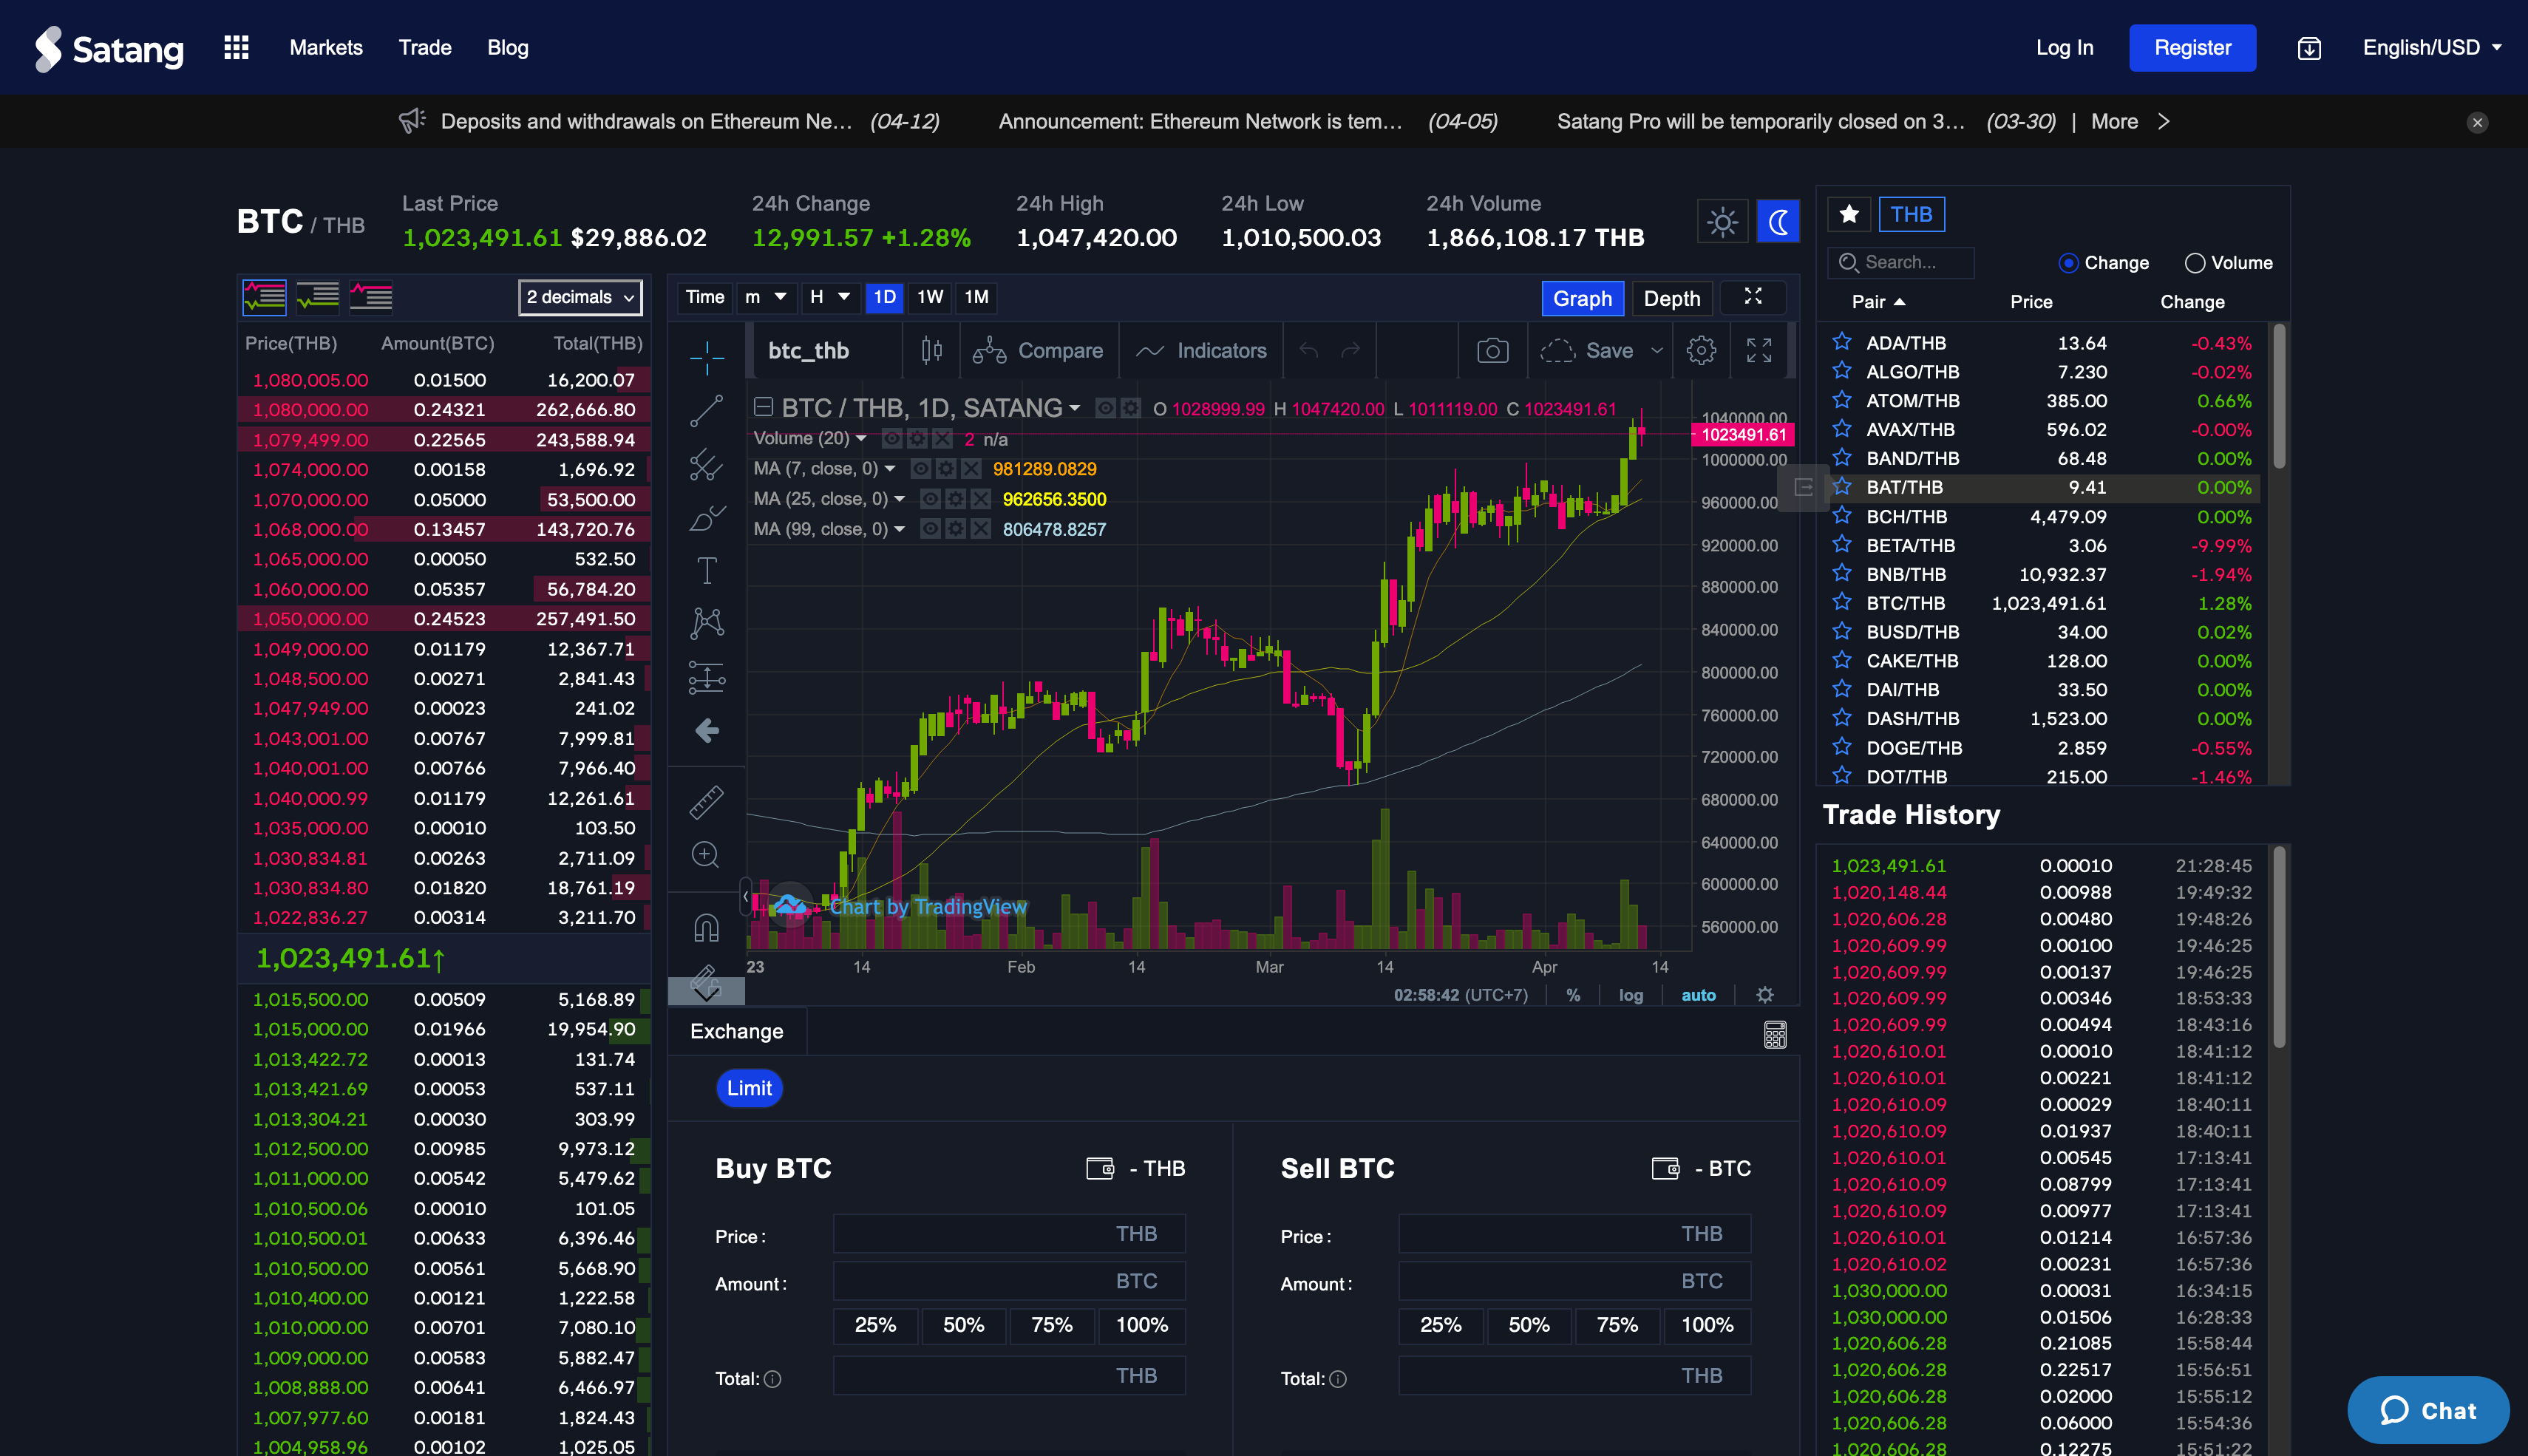 Satang Markets Trade Blog Log In Register English/USD
Deposits and withdrawals on Ethereum Ne... (04-12) Announcement: Ethereum Network is tem... (04-05) Satang Pro will be temporarily closed on 3... (03-30) | More
BTC / THB
Last Price 24h Change 24h High 24h Low 24h Volume
1,023,491.61 $29,886.02 12,991.57 +1.28% 1,047,420.00 1,010,500.03 1,866,108.17 THB
2 decimals
Price(THB) Amount(BTC) Total(THB)
1,080,005.00 0.01500 16,200.07
1,080,000.00 0.24321 262,666.80
1,079,499.00 0.22565 243,588.94
1,074,000.00 0.00158 1,696.92
1,070,000.00 0.05000 53,500.00
1,068,000.00 0.13457 143,720.76
1,065,000.00 0.00050 532.50
1,060,000.00 0.05357 56,784.20
1,050,000.00 0.24523 257,491.50
1,049,000.00 0.01179 12,367.71
1,048,500.00 0.00271 2,841.43
1,047,949.00 0.00023 241.02
1,043,001.00 0.00767 7,999.81
1,040,001.00 0.00766 7,966.40
1,040,000.99 0.01179 12,261.61
1,035,000.00 0.00010 103.50
1,030,834.81 0.00263 2,711.09
1,030,834.80 0.01820 18,761.19
1,022,836.27 0.00314 3,211.70
1,023,491.61↑
1,015,500.00 0.00509 5,168.89
1,015,000.00 0.01966 19,954.90
1,013,422.72 0.00013 131.74
1,013,421.69 0.00053 537.11
1,013,304.21 0.00030 303.99
1,012,500.00 0.00985 9,973.12
1,011,000.00 0.00542 5,479.62
1,010,500.06 0.00010 101.05
1,010,500.01 0.00633 6,396.46
1,010,500.00 0.00561 5,668.90
1,010,400.00 0.00121 1,222.58
1,010,000.00 0.00701 7,080.10
1,009,000.00 0.00583 5,882.47
1,008,888.00 0.00641 6,466.97
1,007,977.60 0.00181 1,824.43
1,004,958.96 0.00102 1,025.05
Time m H 1D 1W 1M Graph Depth
btc_thb Compare Indicators Save
BTC / THB, 1D, SATANG O 1028999.99 H 1047420.00 L 1011119.00 C 1023491.61
Volume (20) 2 n/a
MA (7, close, 0) 981289.0829
MA (25, close, 0) 962656.3500
MA (99, close, 0) 806478.8257
1040000.00
1023491.61
1000000.00
960000.00
920000.00
880000.00
840000.00
800000.00
760000.00
720000.00
680000.00
640000.00
600000.00
560000.00
Chart by TradingView
23 14 Feb 14 Mar 14 Apr 14
02:58:42 (UTC+7) % log auto
Exchange
Limit
Buy BTC - THB
Price: THB
Amount: BTC
25% 50% 75% 100%
Total: THB
Sell BTC - BTC
Price: THB
Amount: BTC
25% 50% 75% 100%
Total: THB
THB
Search... Change Volume
Pair Price Change
ADA/THB 13.64 -0.43%
ALGO/THB 7.230 -0.02%
ATOM/THB 385.00 0.66%
AVAX/THB 596.02 -0.00%
BAND/THB 68.48 0.00%
BAT/THB 9.41 0.00%
BCH/THB 4,479.09 0.00%
BETA/THB 3.06 -9.99%
BNB/THB 10,932.37 -1.94%
BTC/THB 1,023,491.61 1.28%
BUSD/THB 34.00 0.02%
CAKE/THB 128.00 0.00%
DAI/THB 33.50 0.00%
DASH/THB 1,523.00 0.00%
DOGE/THB 2.859 -0.55%
DOT/THB 215.00 -1.46%
Trade History
1,023,491.61 0.00010 21:28:45
1,020,148.44 0.00988 19:49:32
1,020,606.28 0.00480 19:48:26
1,020,609.99 0.00100 19:46:25
1,020,609.99 0.00137 19:46:25
1,020,609.99 0.00346 18:53:33
1,020,609.99 0.00494 18:43:16
1,020,610.01 0.00010 18:41:12
1,020,610.01 0.00221 18:41:12
1,020,610.09 0.00029 18:40:11
1,020,610.09 0.01937 18:40:11
1,020,610.01 0.00545 17:13:41
1,020,610.09 0.08799 17:13:41
1,020,610.09 0.00977 17:13:41
1,020,610.01 0.01214 16:57:36
1,020,610.02 0.00231 16:57:36
1,030,000.00 0.00031 16:34:15
1,030,000.00 0.01506 16:28:33
1,020,606.28 0.21085 15:58:44
1,020,606.28 0.22517 15:56:51
1,020,606.28 0.02000 15:55:12
1,020,606.28 0.06000 15:54:36
1,020,606.28 0.12275 15:51:22
Chat